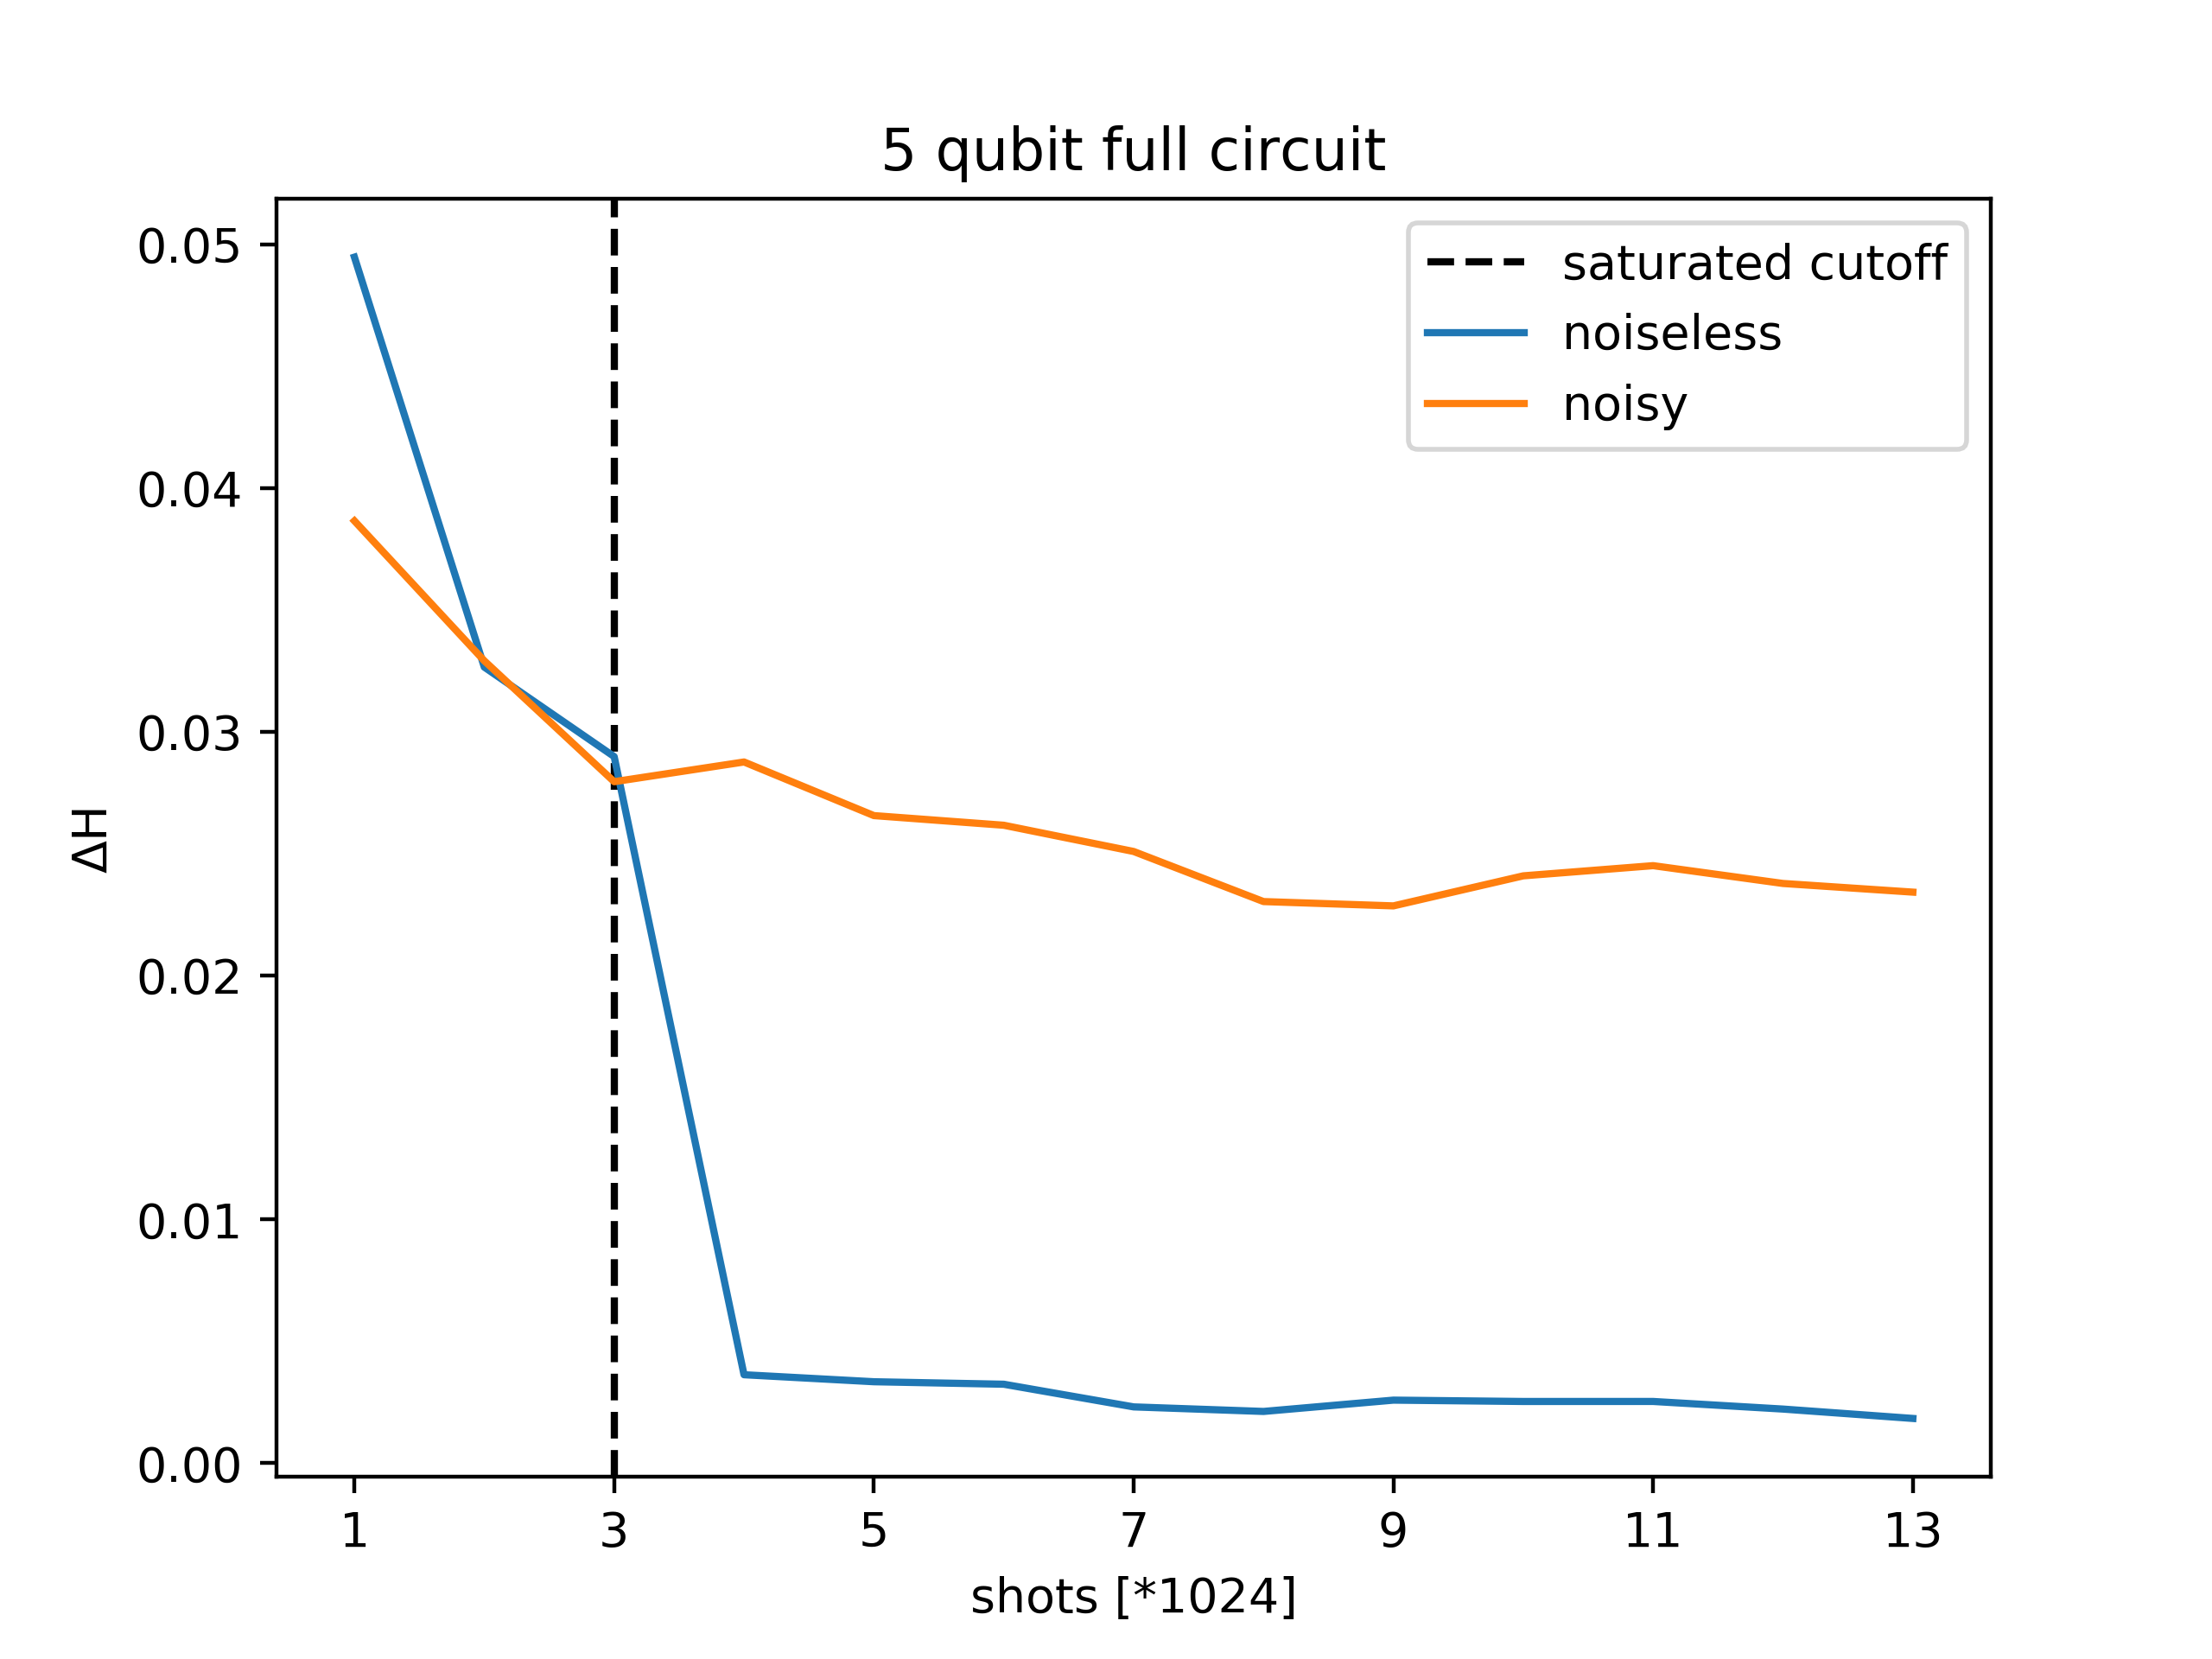 5 qubit full circuit
saturated cutoff
noiseless
noisy
0.05
0.04
0.03
0.02
0.01
0.00
ΔH
1 3 5 7 9 11 13
shots [*1024]